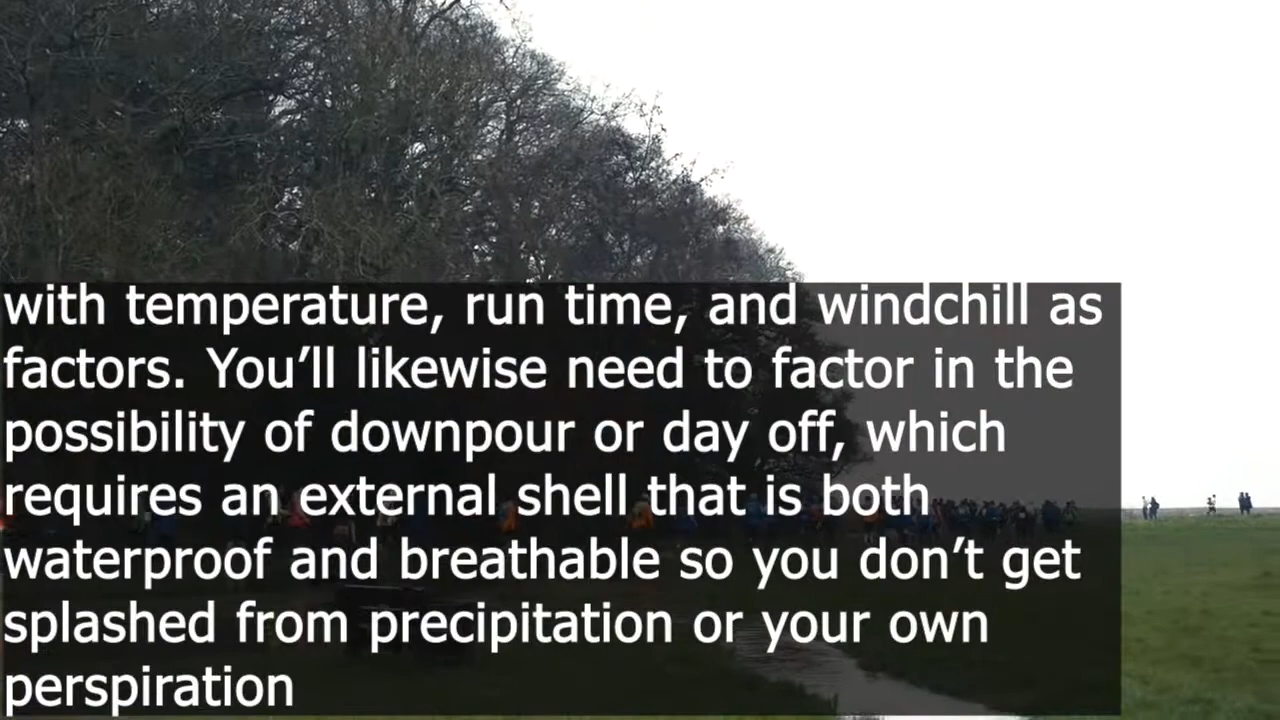 with temperature, run time, and windchill as
factors. You’ll likewise need to factor in the
possibility of downpour or day off, which
requires an external shell that is both
waterproof and breathable so you don’t get
splashed from precipitation or your own
perspiration